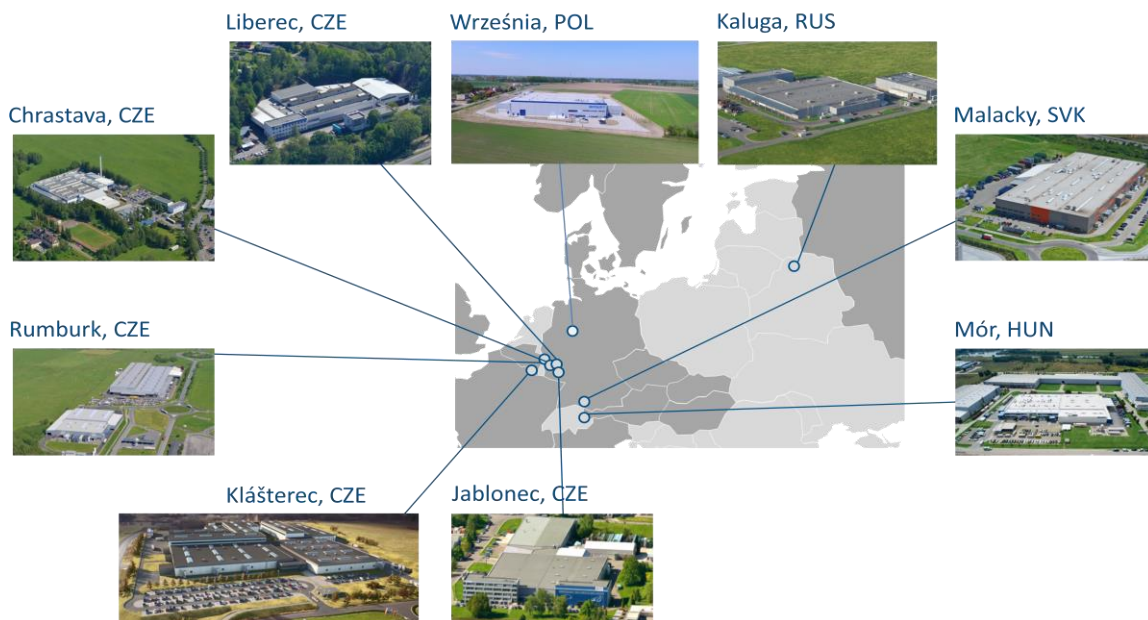 Liberec, CZE
Września, POL
Kaluga, RUS
Chrastava, CZE
Malacky, SVK
Rumburk, CZE
Mór, HUN
Klášterec, CZE
Jablonec, CZE